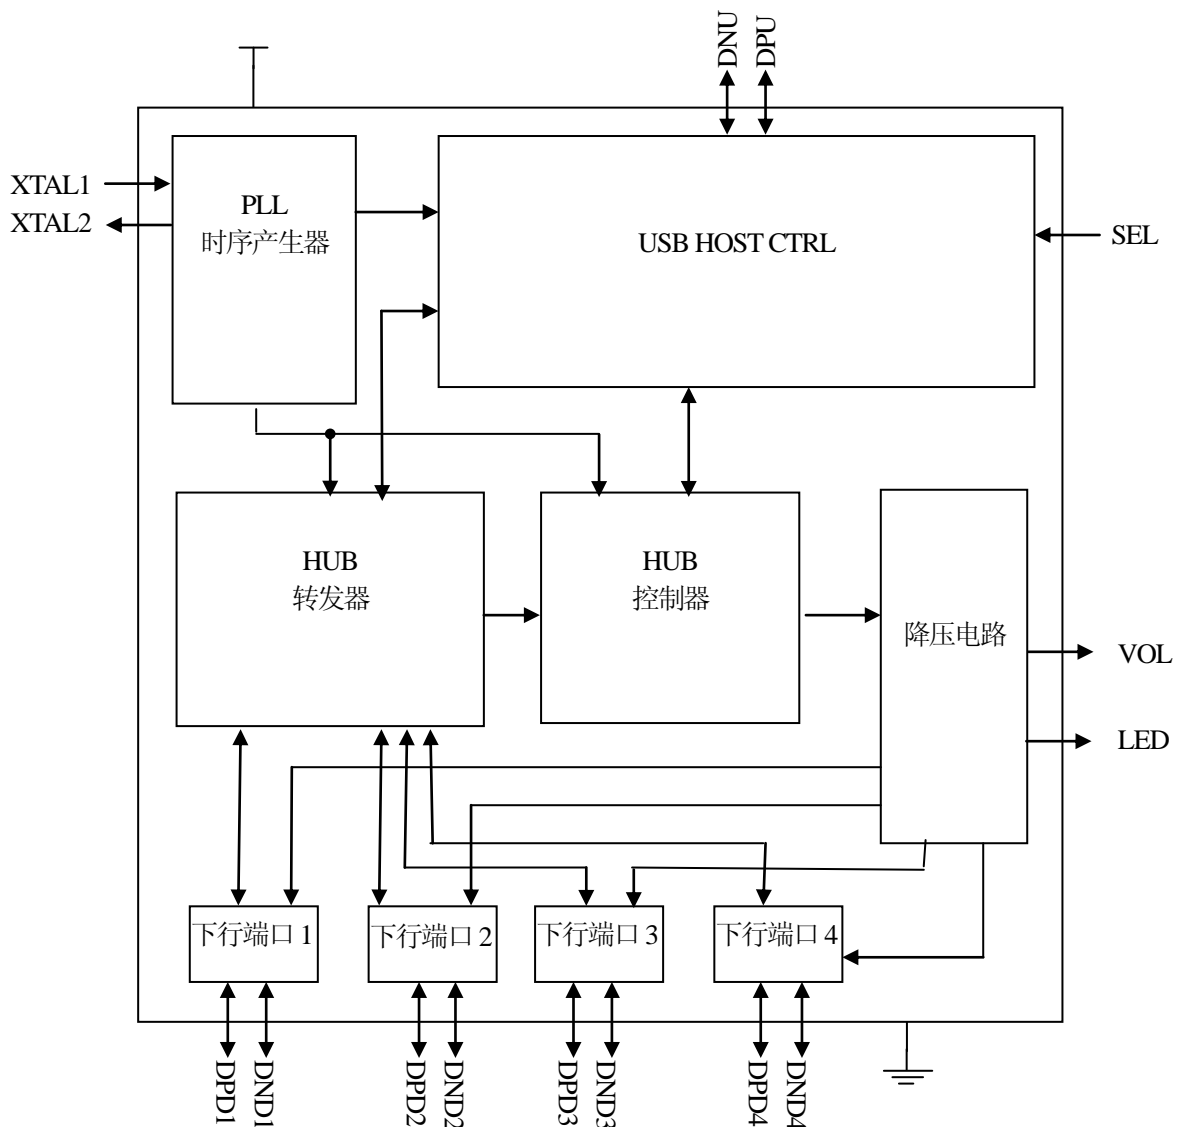 DNU
DPU
XTAL1
XTAL2
PLL
时序产生器
USB HOST CTRL
SEL
HUB
转发器
HUB
控制器
降压电路
VOL
LED
下行端口 1
下行端口 2
下行端口 3
下行端口 4
DPD1
DND1
DPD2
DND2
DPD3
DND3
DPD4
DND4